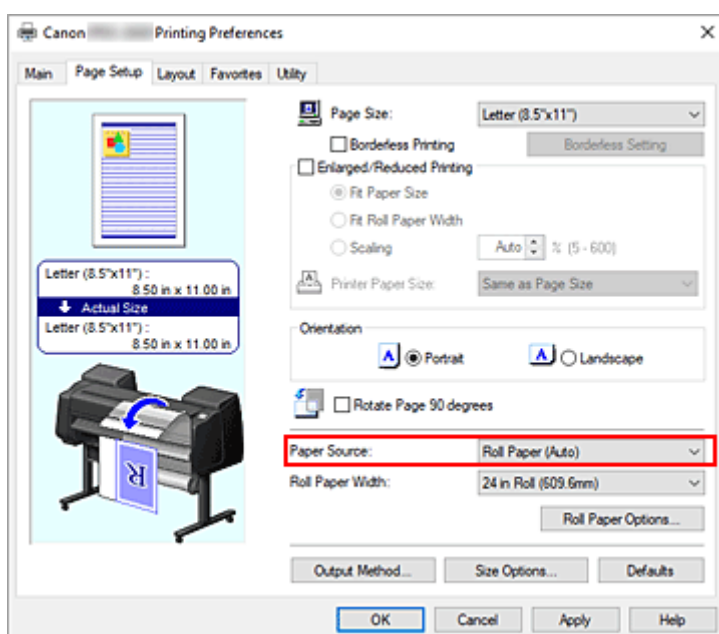 Canon Printing Preferences
Main Page Setup Layout Favorites Utility
Page Size: Letter (8.5"x11")
Borderless Printing Borderless Setting
Enlarged/Reduced Printing
Fit Paper Size
Fit Roll Paper Width
Scaling Auto % (5 - 600)
Printer Paper Size: Same as Page Size
Letter (8.5"x11") :
8.50 in x 11.00 in
Actual Size
Letter (8.5"x11") :
8.50 in x 11.00 in
Orientation
A Portrait A Landscape
Rotate Page 90 degrees
Paper Source: Roll Paper (Auto)
Roll Paper Width: 24 in Roll (609.6mm)
R
Roll Paper Options...
Output Method... Size Options... Defaults
OK Cancel Apply Help